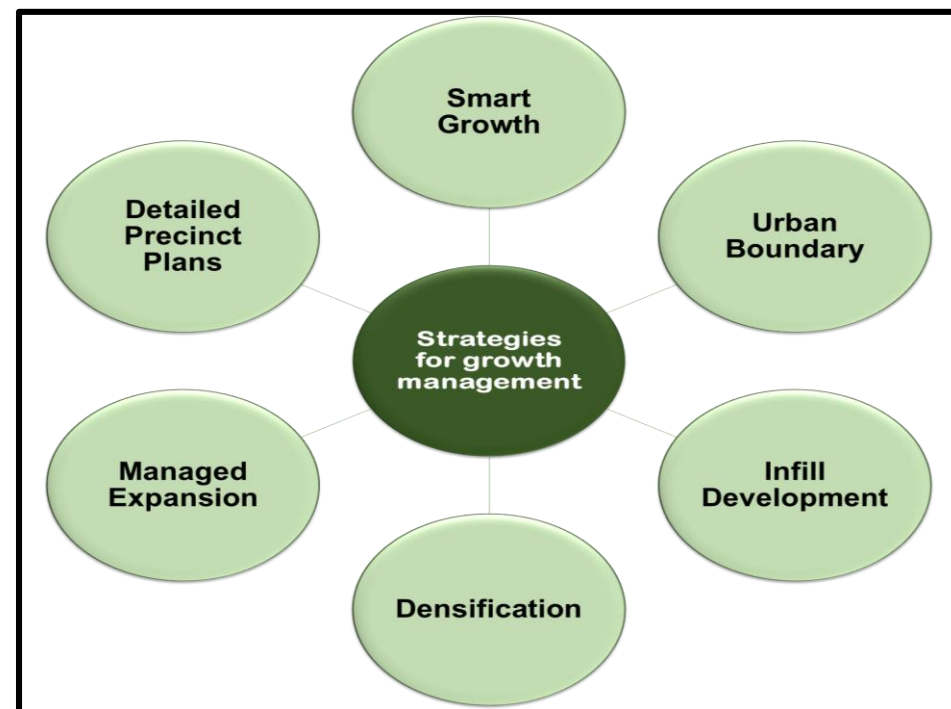 Smart
Growth
Detailed
Precinct
Plans
Urban
Boundary
Strategies
for growth
management
Managed
Expansion
Infill
Development
Densification